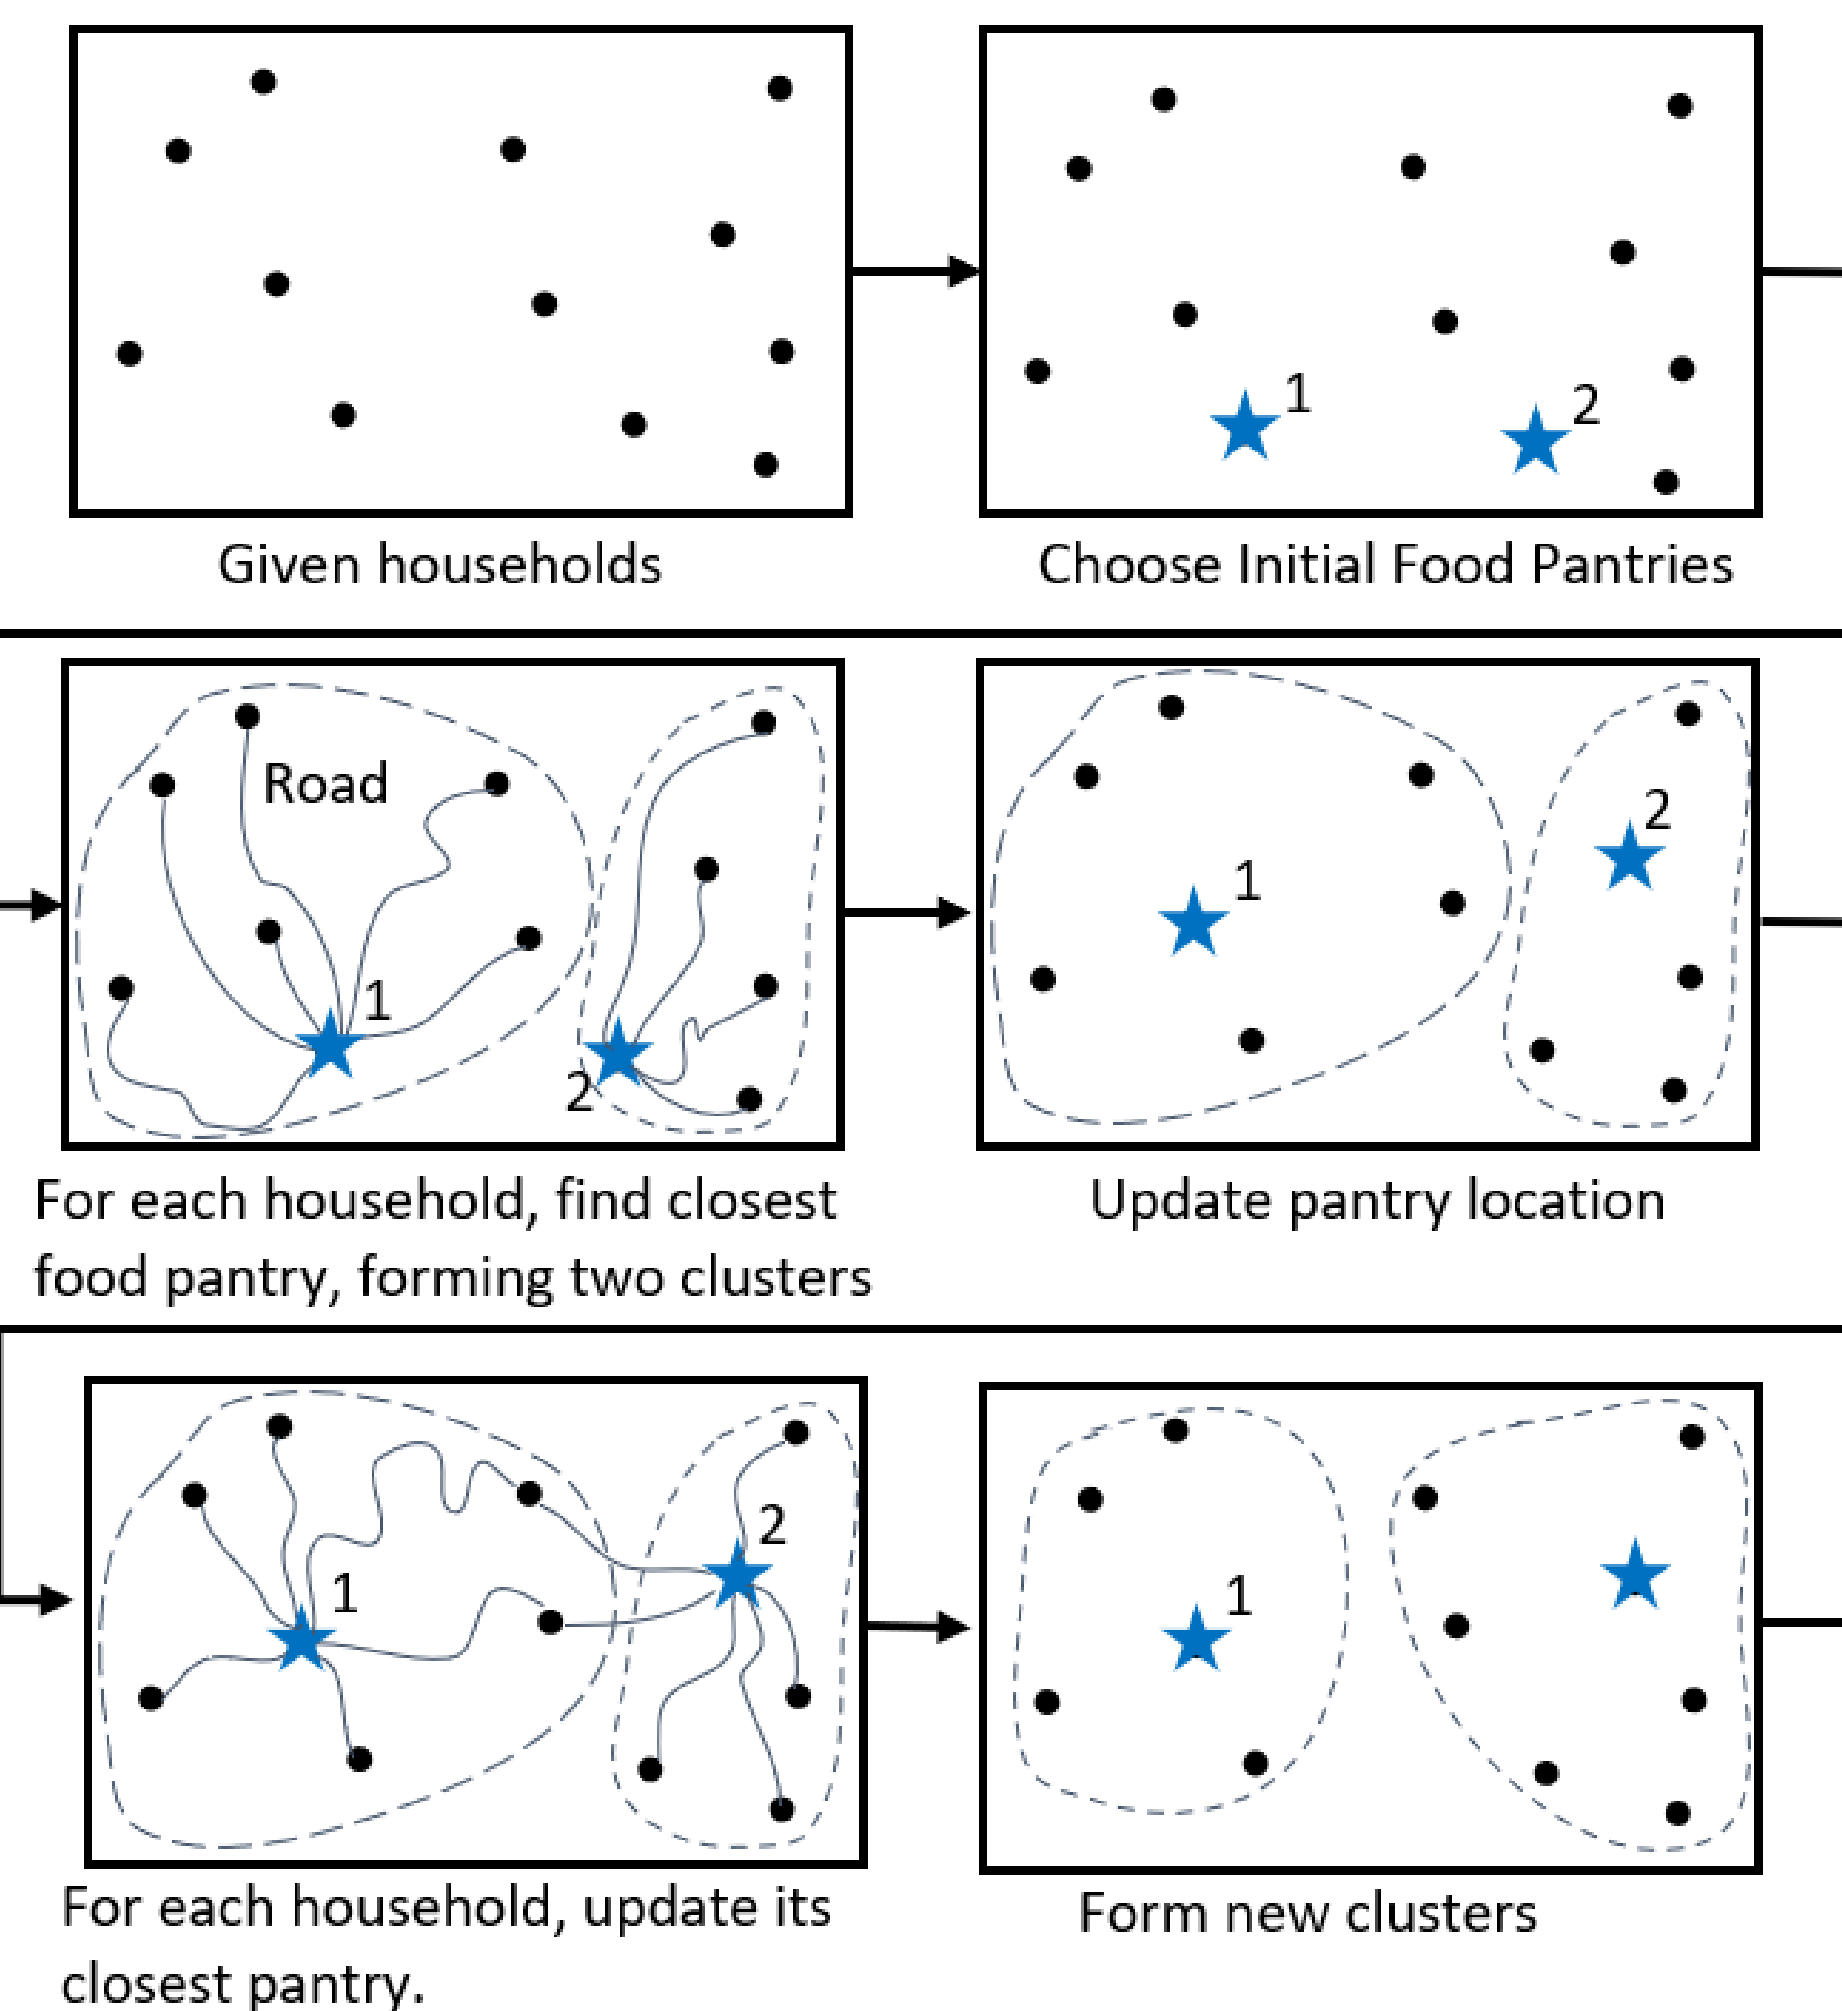 1
2
Given households
Choose Initial Food Pantries
Road
1
2
1
2
For each household, find closest
food pantry, forming two clusters
Update pantry location
1
2
1
For each household, update its
closest pantry.
Form new clusters